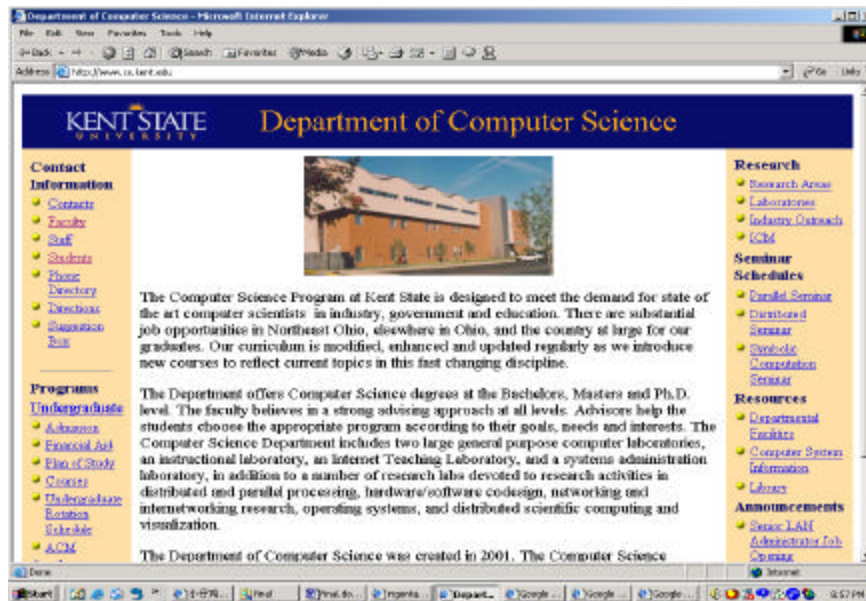 Department of Computer Science - Microsoft Internet Explorer
File Edit View Favorites Tools Help
Back Search Favorites Media
Address http://www.cs.kent.edu Go Links
KENT STATE
UNIVERSITY
Department of Computer Science
Contact
Information
Contacts
Faculty
Staff
Students
Phone
Directory
Directions
Suggestion
Box
Programs
Undergraduate
Admission
Financial Aid
Plan of Study
Courses
Undergraduate
Rotation
Schedule
ACM
The Computer Science Program at Kent State is designed to meet the demand for state of
the art computer scientists in industry, government and education. There are substantial
job opportunities in Northeast Ohio, elsewhere in Ohio, and the country at large for our
graduates. Our curriculum is modified, enhanced and updated regularly as we introduce
new courses to reflect current topics in this fast changing discipline.
The Department offers Computer Science degrees at the Bachelors, Masters and Ph.D.
level. The faculty believes in a strong advising approach at all levels. Advisors help the
students choose the appropriate program according to their goals, needs and interests. The
Computer Science Department includes two large general purpose computer laboratories,
an instructional laboratory, an Internet Teaching Laboratory, and a systems administration
laboratory, in addition to a number of research labs devoted to research activities in
distributed and parallel processing, hardware/software codesign, networking and
internetworking research, operating systems, and distributed scientific computing and
visualization.
The Department of Computer Science was created in 2001. The Computer Science
Research
Research Areas
Laboratories
Industry Outreach
ICM
Seminar
Schedules
Parallel Seminar
Distributed
Seminar
Symbolic
Computation
Seminar
Resources
Departmental
Facilities
Computer System
Information
Library
Announcements
Senior LAN
Administrator Job
Opening
Done Internet
Start Final Final.do... Ingenta... Depart... Google ... Google ... Google ... 9:57 PM